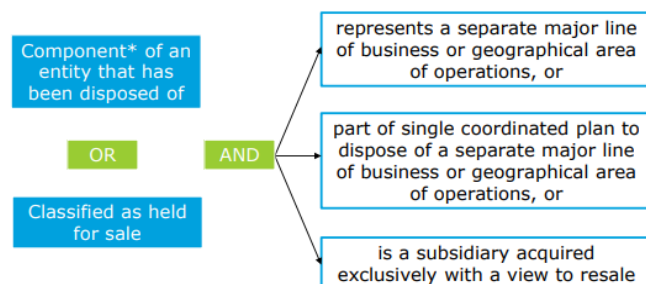 Component* of an
entity that has
been disposed of
OR
Classified as held
for sale
AND
represents a separate major line
of business or geographical area
of operations, or
part of single coordinated plan to
dispose of a separate major line
of business or geographical area
of operations, or
is a subsidiary acquired
exclusively with a view to resale